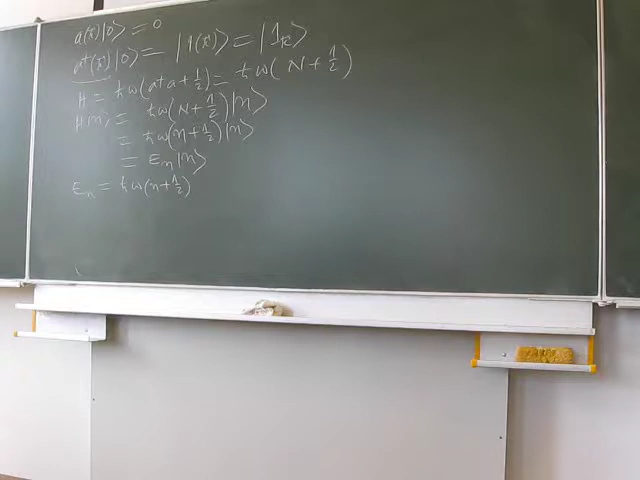 a(k⃗)|0⟩ = 0
a†(k⃗)|0⟩ = |1(k⃗)⟩ = |1k⃗⟩
H = ħω(a†a + 1/2) = ħω(N + 1/2)
H|n⟩ = ħω(N + 1/2)|n⟩
= ħω(n + 1/2)|n⟩
= En|n⟩
En = ħω(n + 1/2)